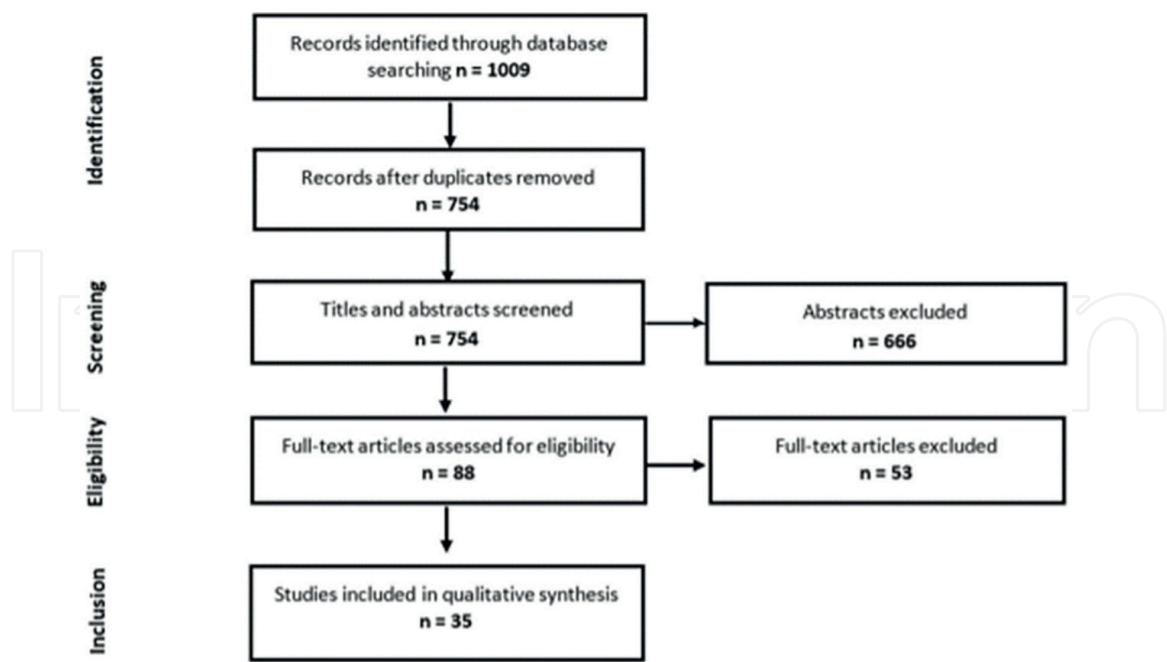 Identification
Records identified through database
searching n = 1009
Records after duplicates removed
n = 754
Screening
Titles and abstracts screened
n = 754
Abstracts excluded
n = 666
Eligibility
Full-text articles assessed for eligibility
n = 88
Full-text articles excluded
n = 53
Inclusion
Studies included in qualitative synthesis
n = 35